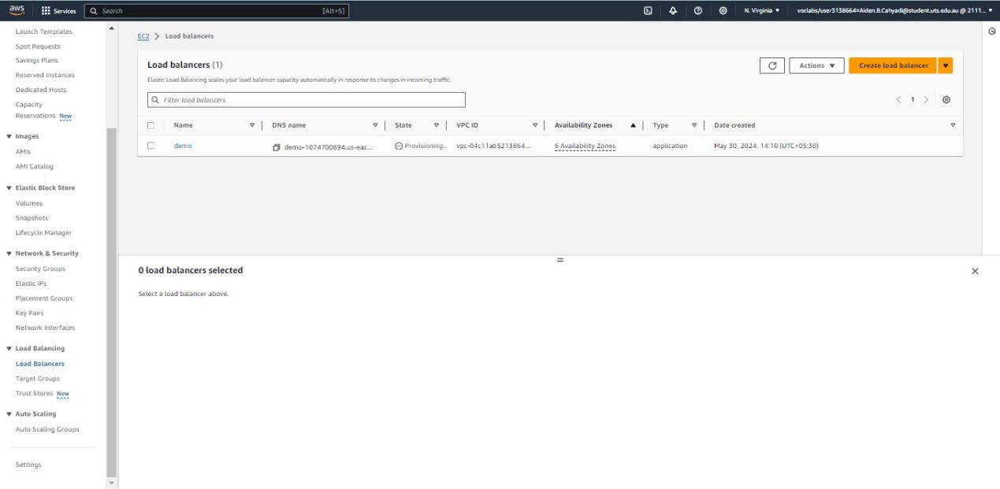 aws Services Search [Alt+S] N. Virginia voclabs/user3138664=Aiden.B.Cahyadi@student.uts.edu.au @ 2111...
Launch Templates
Spot Requests
Savings Plans
Reserved Instances
Dedicated Hosts
Capacity
Reservations New
Images
AMIs
AMI Catalog
Elastic Block Store
Volumes
Snapshots
Lifecycle Manager
Network & Security
Security Groups
Elastic IPs
Placement Groups
Key Pairs
Network Interfaces
Load Balancing
Load Balancers
Target Groups
Trust Stores New
Auto Scaling
Auto Scaling Groups
Settings
EC2 > Load balancers
Load balancers (1)
Actions
Create load balancer
Elastic Load Balancing scales your load balancer capacity automatically in response to changes in incoming traffic.
Filter load balancers
1
Name DNS name State VPC ID Availability Zones Type Date created
demo demo-1074700694.us-eas... Provisioning.. vpc-04c11ab5213864... 6 Availability Zones application May 30, 2024, 14:10 (UTC+05:30)
0 load balancers selected
Select a load balancer above.